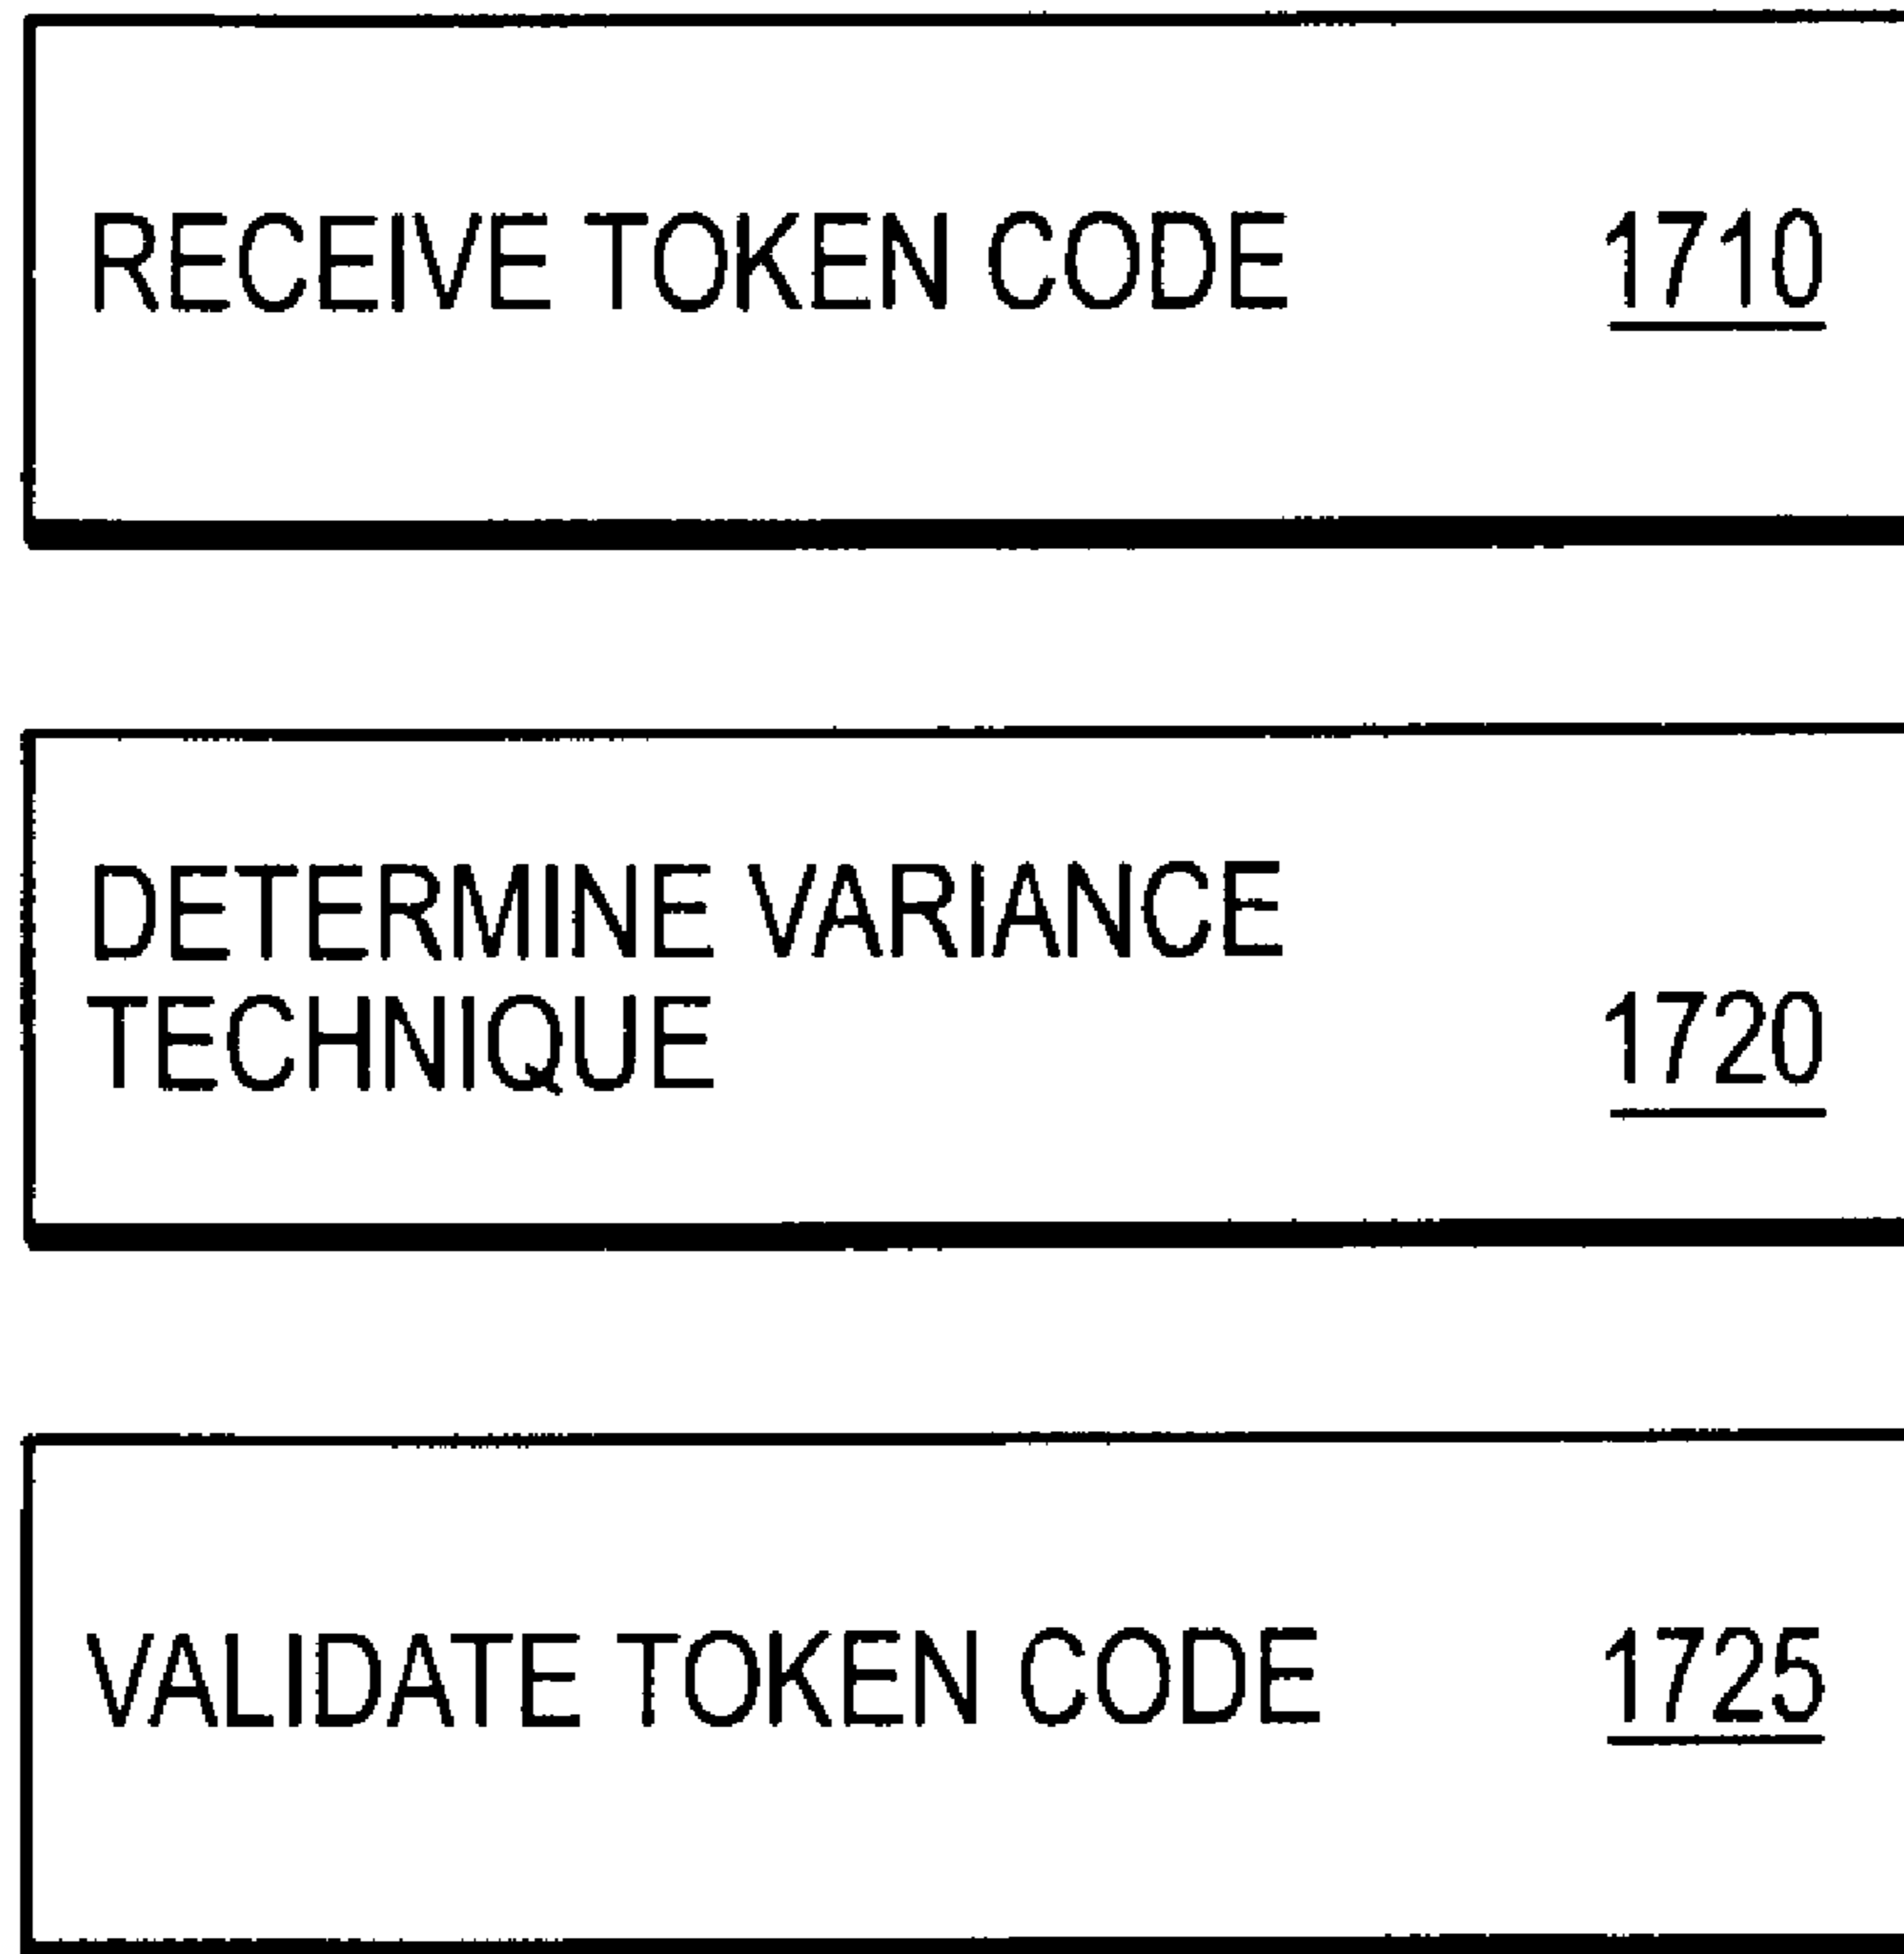 RECEIVE TOKEN CODE 1710
DETERMINE VARIANCE
TECHNIQUE 1720
VALIDATE TOKEN CODE 1725